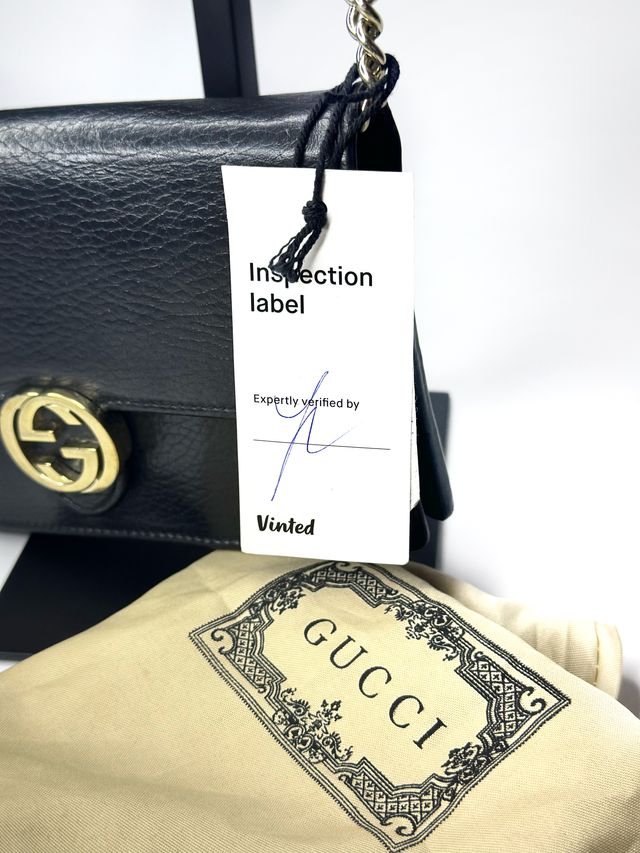 Inspection
label
Expertly verified by
Vinted
GUCCI